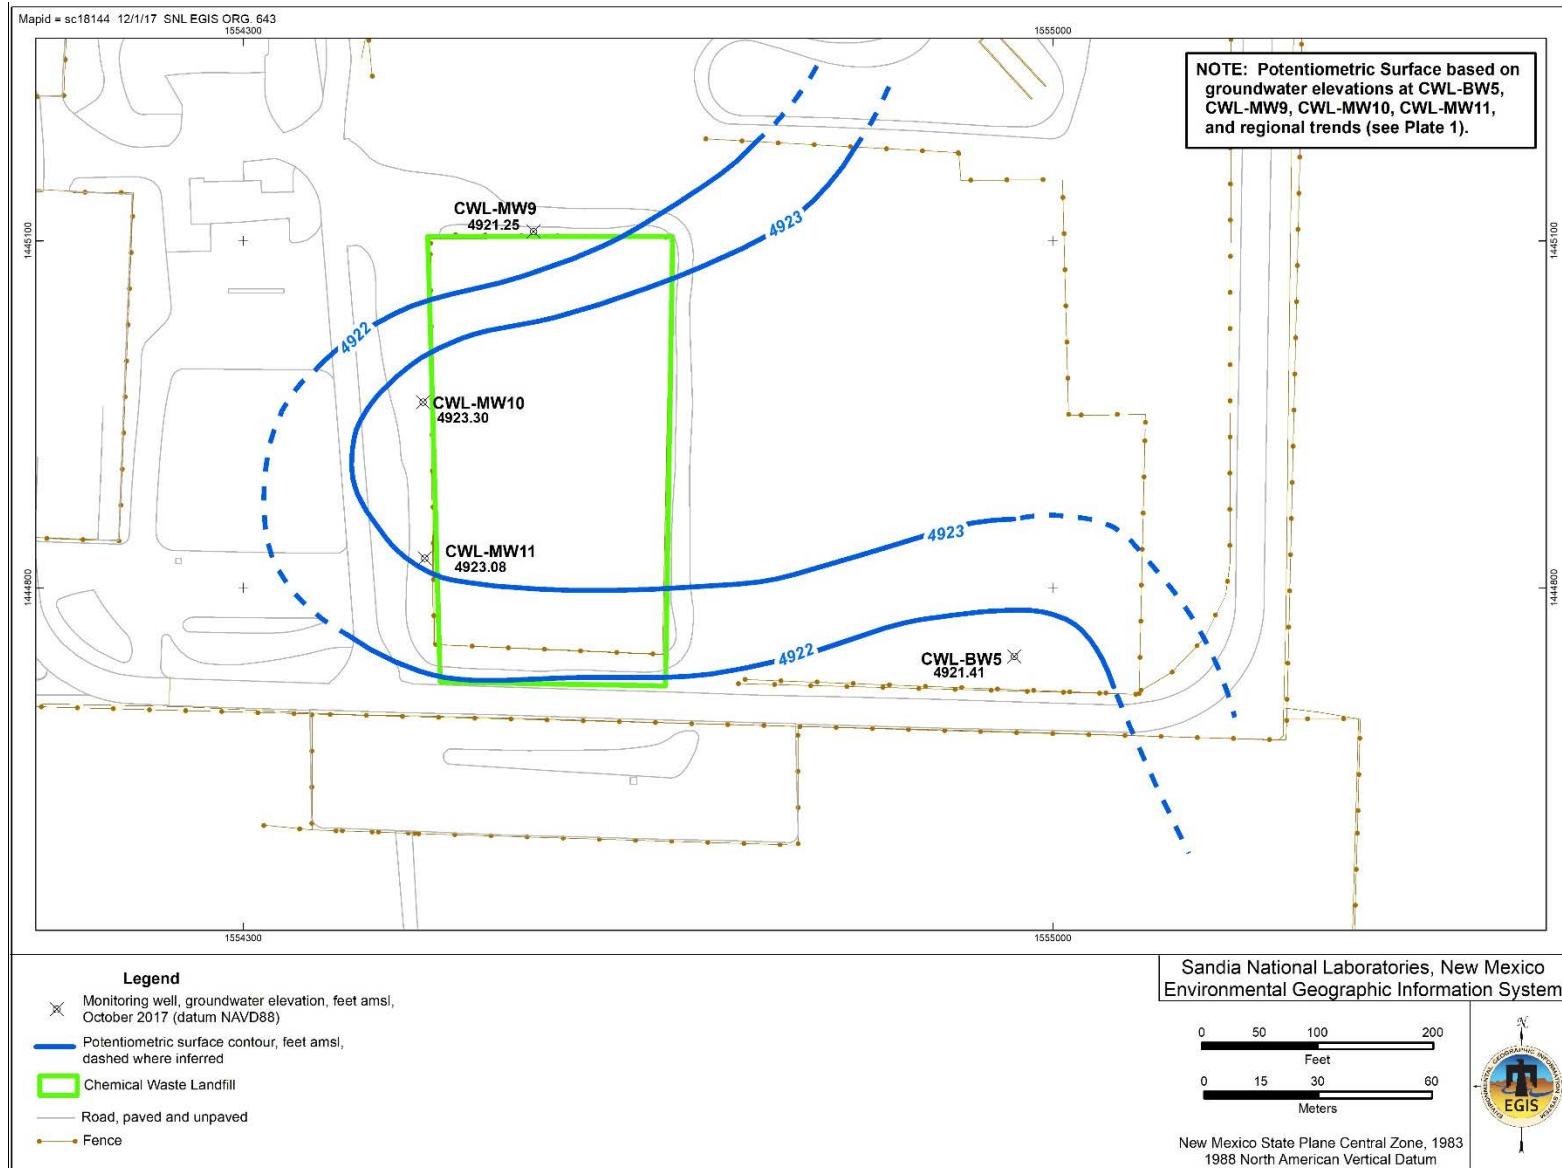 Mapid = sc18144 12/1/17 SNL EGIS ORG. 643
1554300
1555000
NOTE: Potentiometric Surface based on
groundwater elevations at CWL-BW5,
CWL-MW9, CWL-MW10, CWL-MW11,
and regional trends (see Plate 1).
CWL-MW9
4921.25
4923
1445100
1445100
4922
CWL-MW10
4923.30
4923
CWL-MW11
4923.08
1444800
1444800
4922
CWL-BW5
4921.41
1554300
1555000
Legend
Monitoring well, groundwater elevation, feet amsl,
October 2017 (datum NAVD88)
Potentiometric surface contour, feet amsl,
dashed where inferred
Chemical Waste Landfill
Road, paved and unpaved
Fence
Sandia National Laboratories, New Mexico
Environmental Geographic Information System
0 50 100 200
Feet
0 15 30 60
Meters
New Mexico State Plane Central Zone, 1983
1988 North American Vertical Datum
N
ENVIRONMENTAL GEOGRAPHIC INFORMATION SYSTEM
EGIS